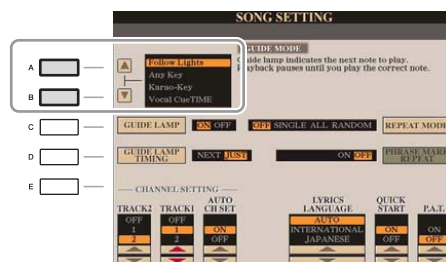 SONG SETTING
GUIDE MODE
Guide lamp indicates the next note to play.
Playback pauses until you play the correct note.
A
Follow Lights
Any Key
B
Karao-Key
Vocal CueTIME
C
GUIDE LAMP ON OFF OFF SINGLE ALL RANDOM REPEAT MODE
D
GUIDE LAMP TIMING NEXT JUST ON OFF PHRASE MARK REPEAT
E
CHANNEL SETTING
TRACK2 TRACK1 AUTO CH SET LYRICS LANGUAGE QUICK START P.A.T.
OFF OFF AUTO
1 1 ON INTERNATIONAL ON ON
2 2 OFF JAPANESE OFF OFF